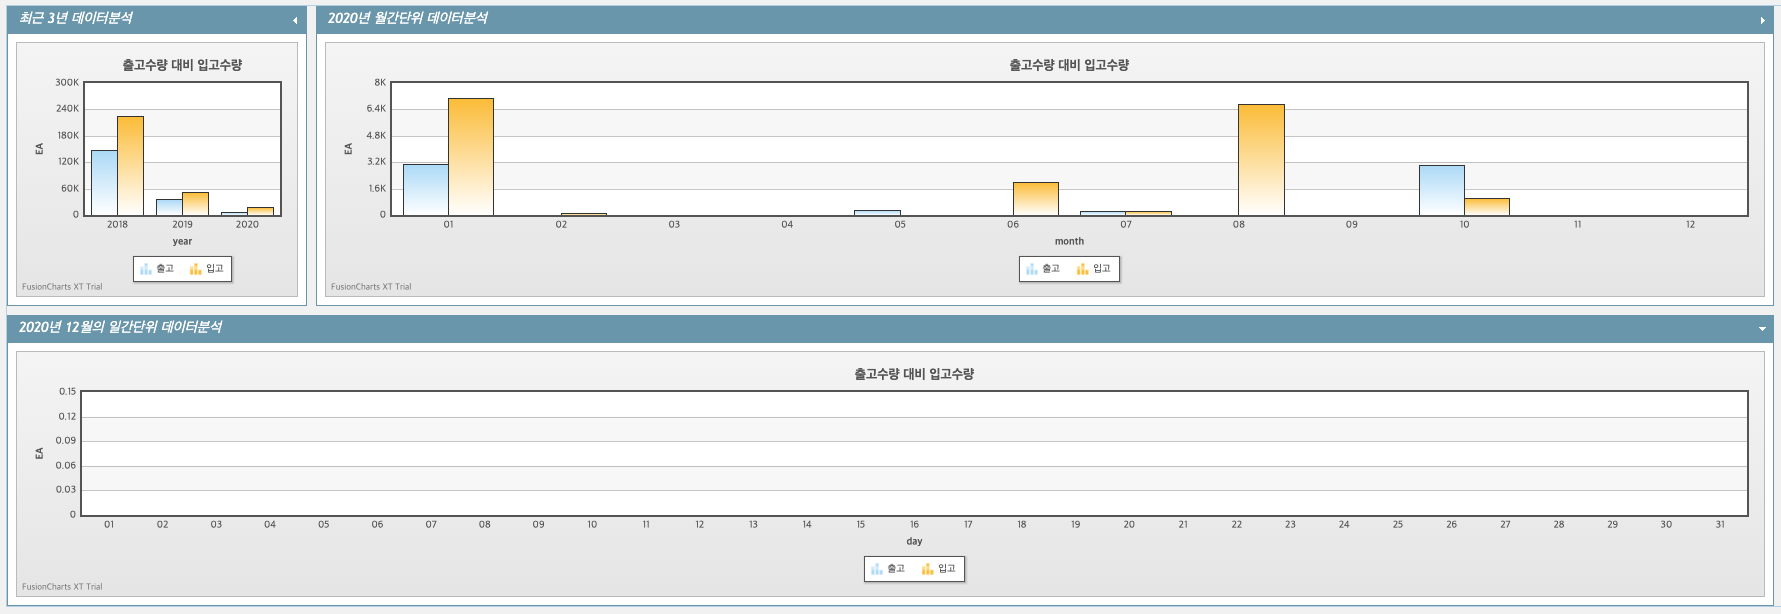 최근 3년 데이터분석
출고수량 대비 입고수량
300K
240K
180K
120K
60K
0
EA
2018 2019 2020
year
출고 입고
FusionCharts XT Trial
2020년 월간단위 데이터분석
출고수량 대비 입고수량
8K
6.4K
4.8K
3.2K
1.6K
0
EA
01 02 03 04 05 06 07 08 09 10 11 12
month
출고 입고
FusionCharts XT Trial
2020년 12월의 일간단위 데이터분석
출고수량 대비 입고수량
0.15
0.12
0.09
0.06
0.03
0
EA
01 02 03 04 05 06 07 08 09 10 11 12 13 14 15 16 17 18 19 20 21 22 23 24 25 26 27 28 29 30 31
day
출고 입고
FusionCharts XT Trial